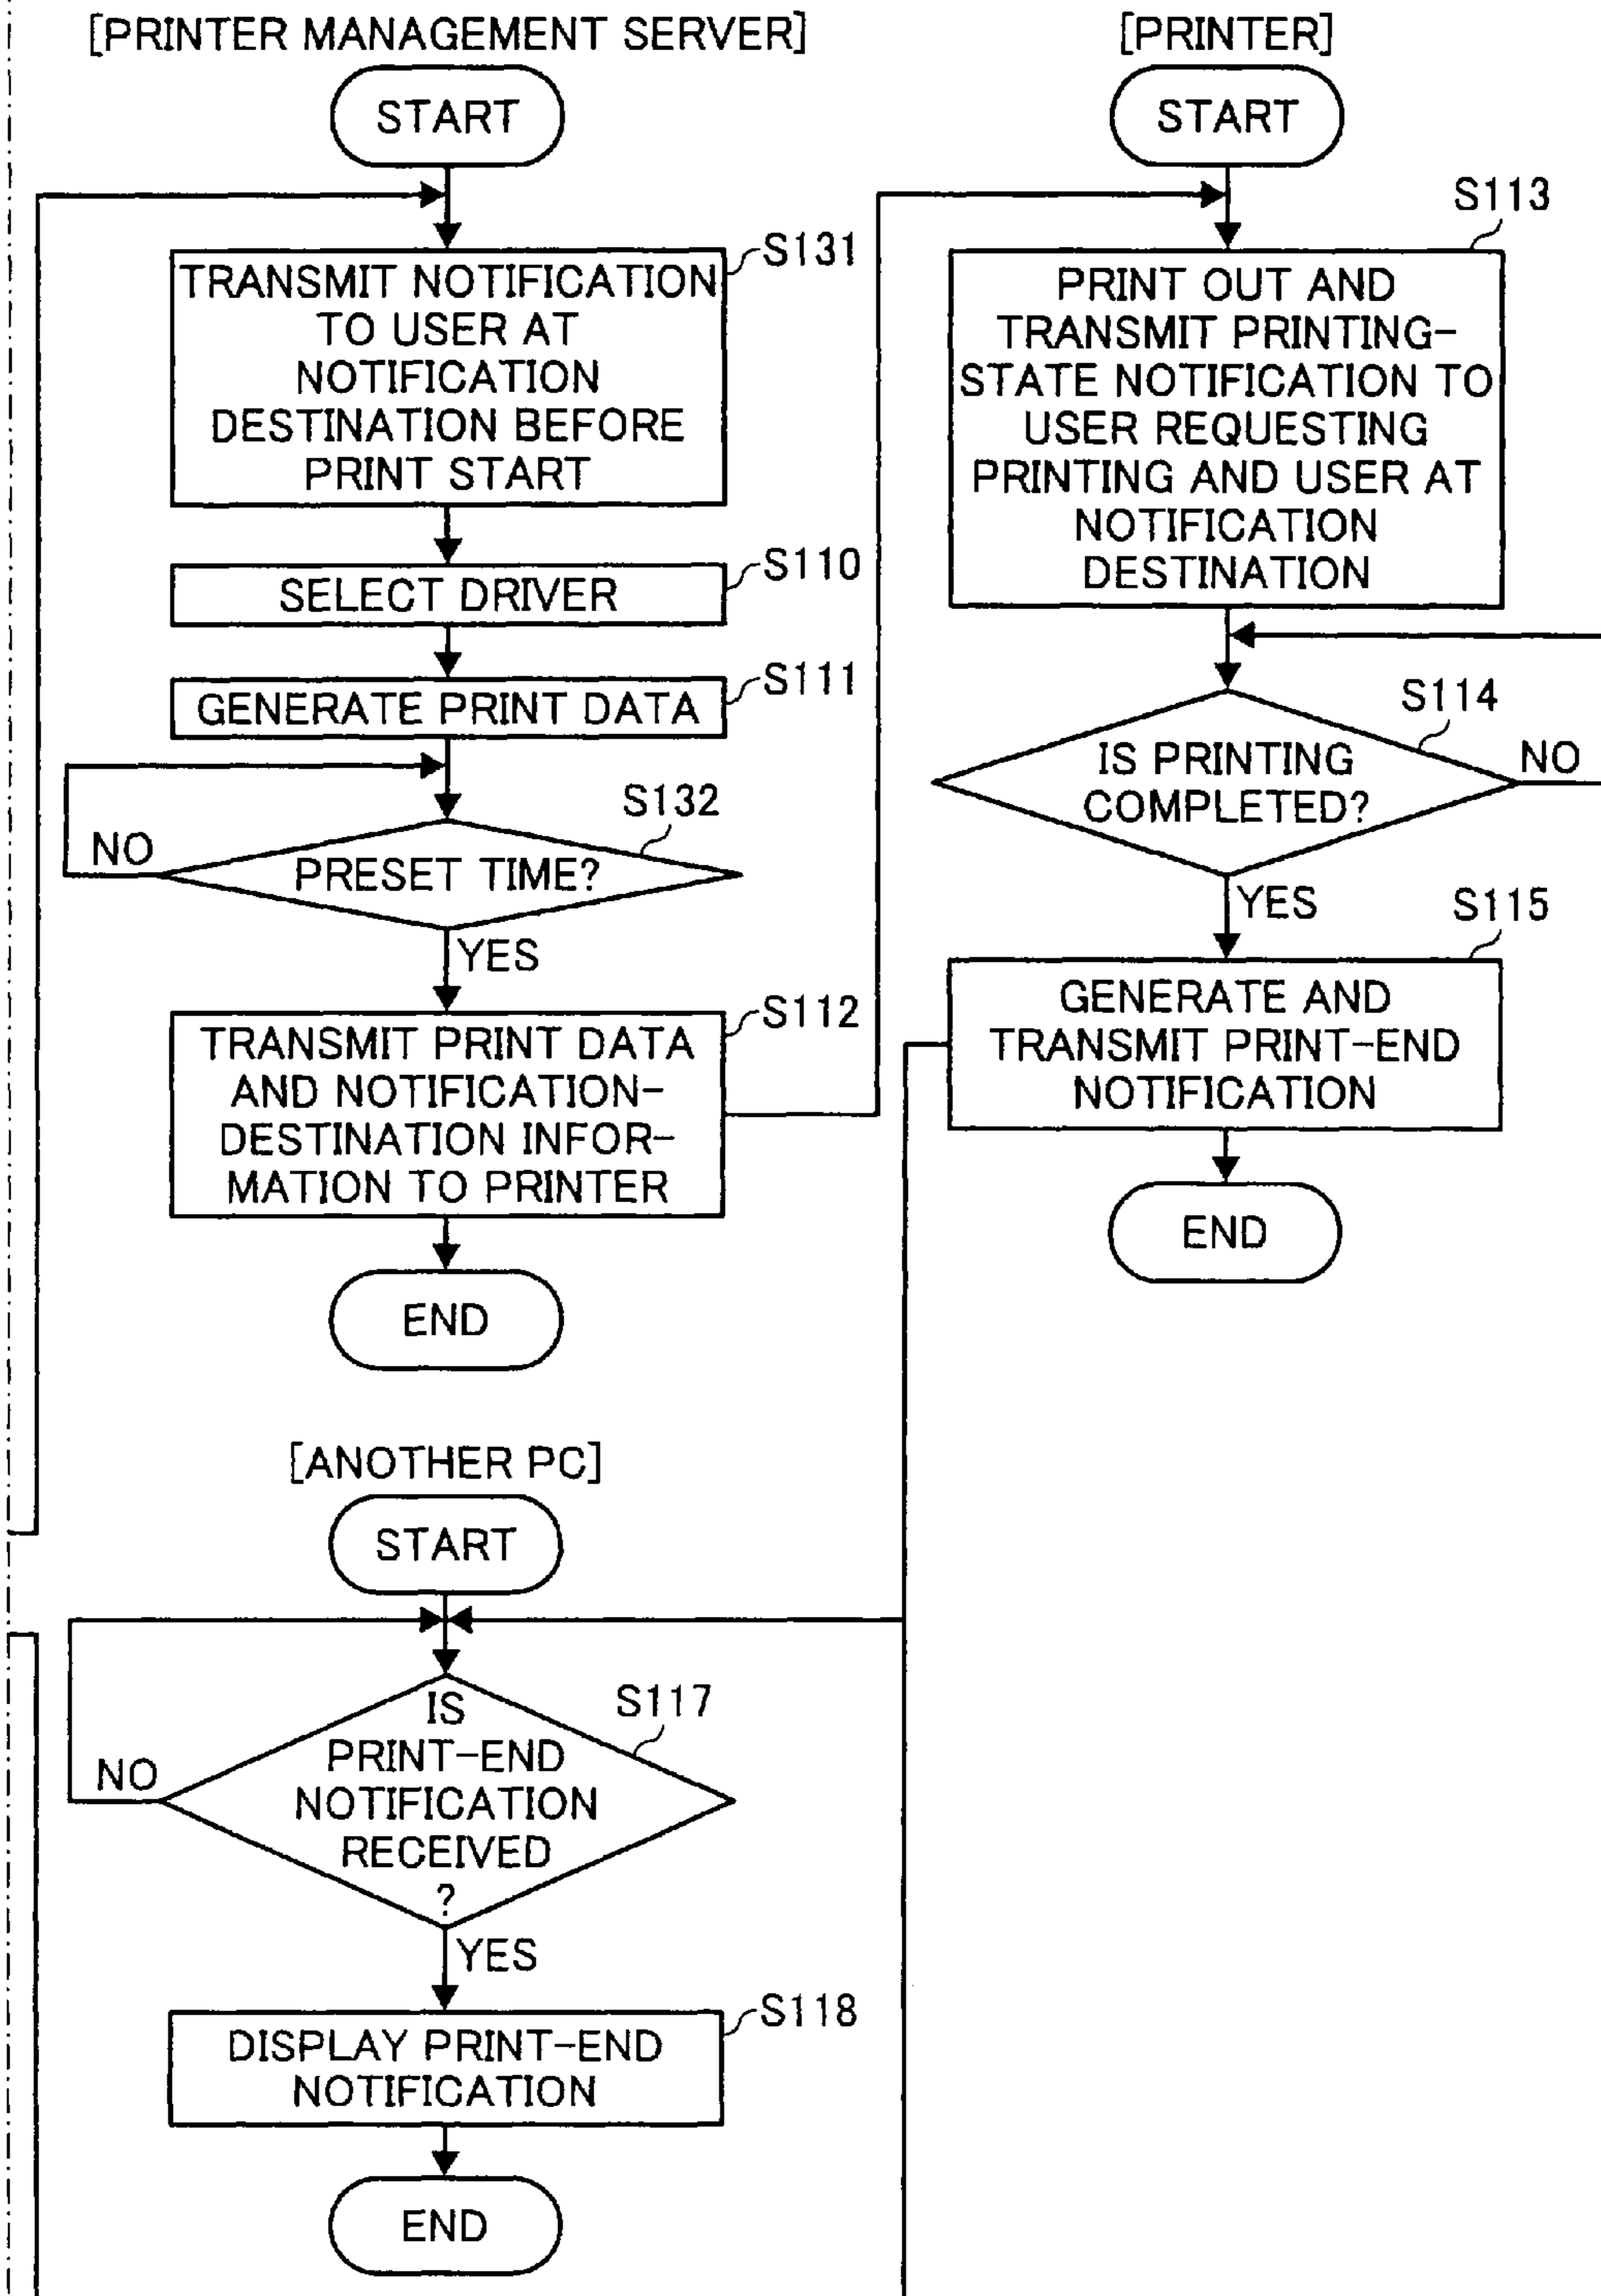 [PRINTER MANAGEMENT SERVER]
START
S131
TRANSMIT NOTIFICATION
TO USER AT
NOTIFICATION
DESTINATION BEFORE
PRINT START
S110
SELECT DRIVER
S111
GENERATE PRINT DATA
S132
NO
PRESET TIME?
YES
S112
TRANSMIT PRINT DATA
AND NOTIFICATION-
DESTINATION INFOR-
MATION TO PRINTER
END
[PRINTER]
START
S113
PRINT OUT AND
TRANSMIT PRINTING-
STATE NOTIFICATION TO
USER REQUESTING
PRINTING AND USER AT
NOTIFICATION
DESTINATION
S114
IS PRINTING
COMPLETED?
NO
YES
S115
GENERATE AND
TRANSMIT PRINT-END
NOTIFICATION
END
[ANOTHER PC]
START
S117
IS
PRINT-END
NOTIFICATION
RECEIVED
?
NO
YES
S118
DISPLAY PRINT-END
NOTIFICATION
END